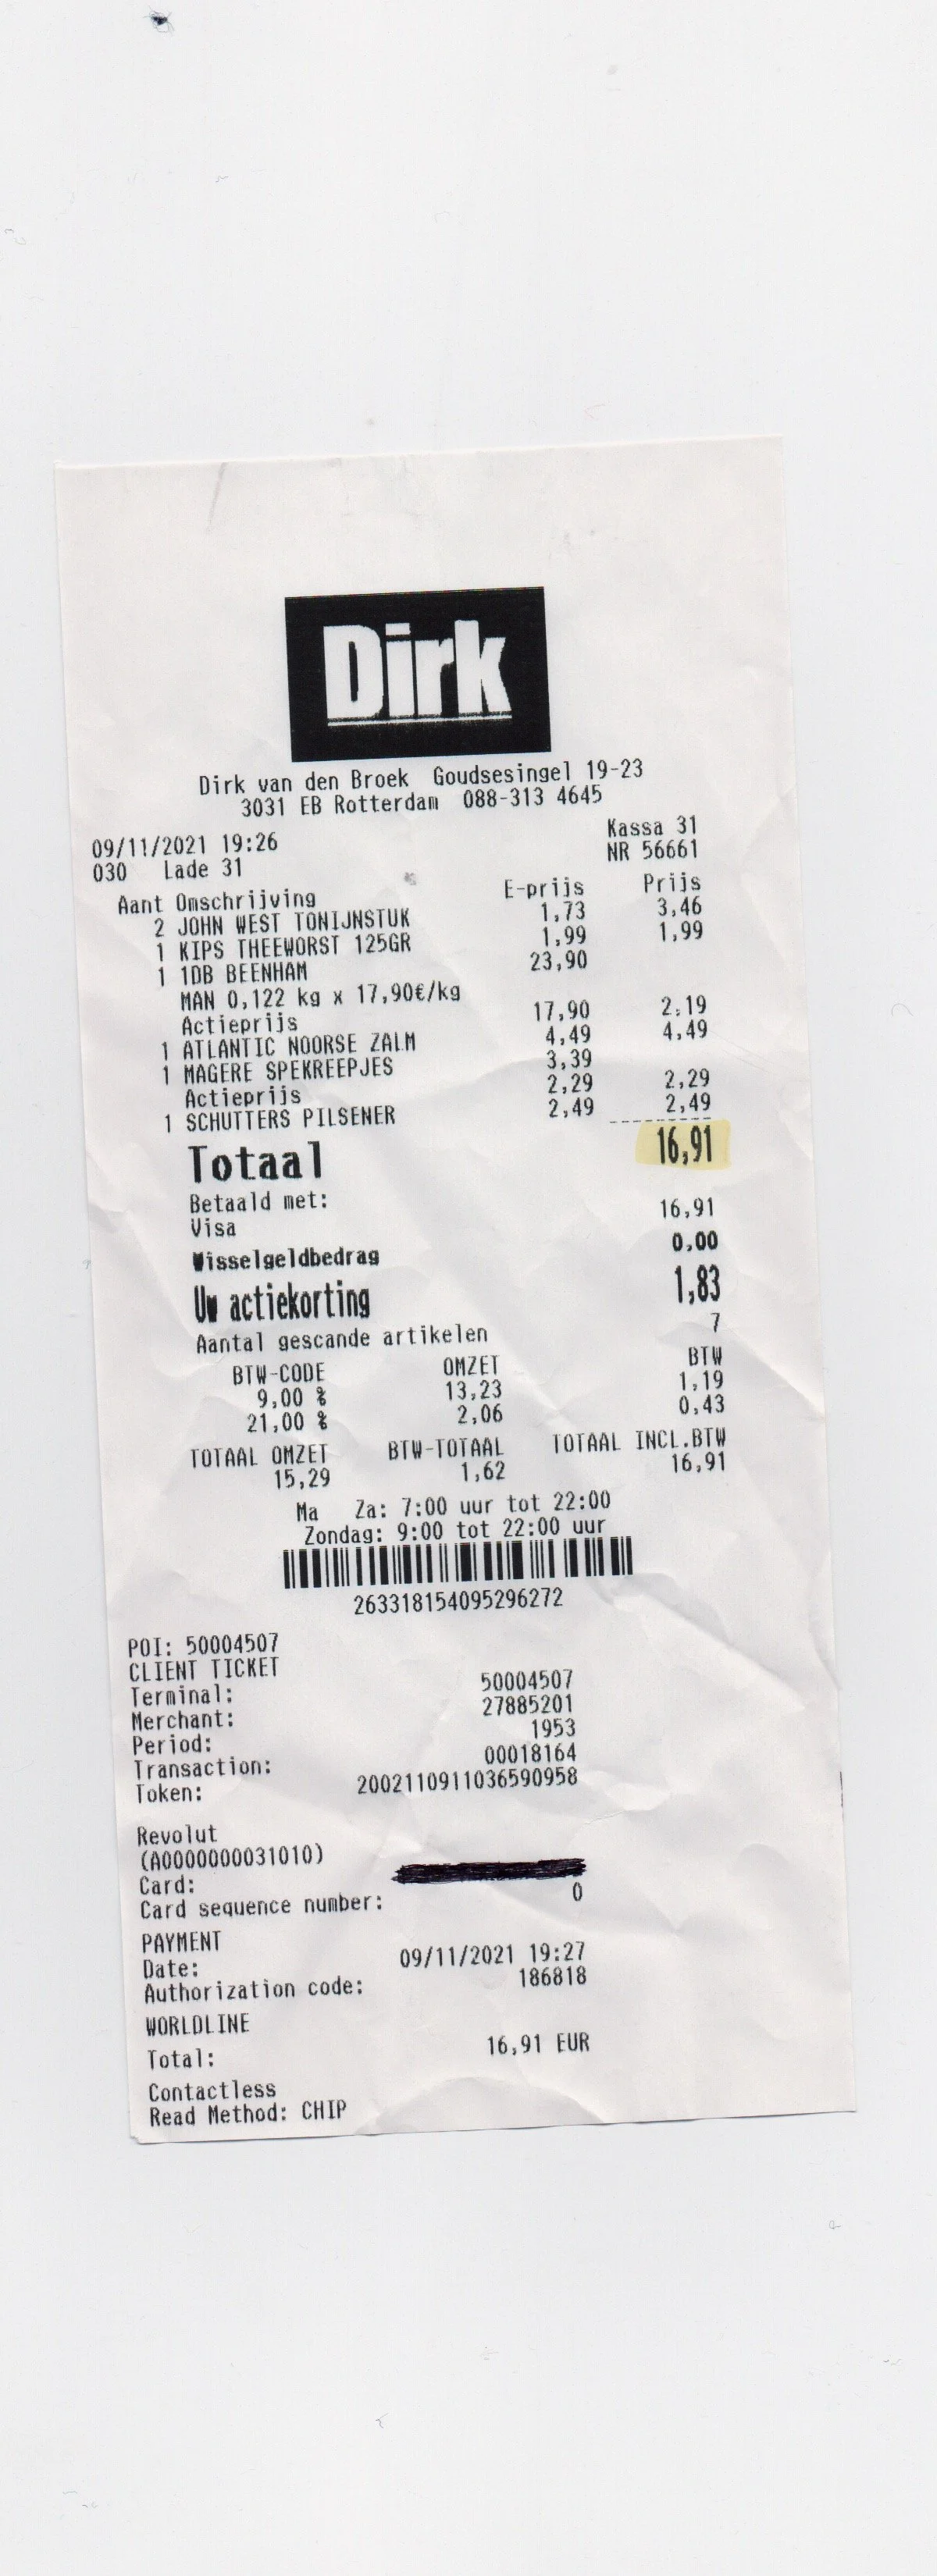 Dirk
Dirk van den Broek Goudsesingel 19-23
3031 EB Rotterdam 088-313 4645
09/11/2021 19:26 Kassa 31
030 Lade 31 NR 56661
Aant Omschrijving E-prijs Prijs
2 JOHN WEST TONIJNSTUK 1,73 3,46
1 KIPS THEEWORST 125GR 1,99 1,99
1 1DB BEENHAM 23,90
MAN 0,122 kg x 17,90€/kg
Actieprijs 17,90 2,19
1 ATLANTIC NOORSE ZALM 4,49 4,49
1 MAGERE SPEKREEPJES 3,39
Actieprijs 2,29 2,29
1 SCHUTTERS PILSENER 2,49 2,49
Totaal 16,91
Betaald met:
Visa 16,91
Wisselgeldbedrag 0,00
Uw actiekorting 1,83
Aantal gescande artikelen 7
BTW-CODE OMZET BTW
9,00 % 13,23 1,19
21,00 % 2,06 0,43
TOTAAL OMZET BTW-TOTAAL TOTAAL INCL.BTW
15,29 1,62 16,91
Ma Za: 7:00 uur tot 22:00
Zondag: 9:00 tot 22:00 uur
263318154095296272
POI: 50004507
CLIENT TICKET
Terminal: 50004507
Merchant: 27885201
Period: 1953
Transaction: 00018164
Token: 2002110911036590958
Revolut
(A0000000031010)
Card:
Card sequence number: 0
PAYMENT
Date: 09/11/2021 19:27
Authorization code: 186818
WORLDLINE
Total: 16,91 EUR
Contactless
Read Method: CHIP